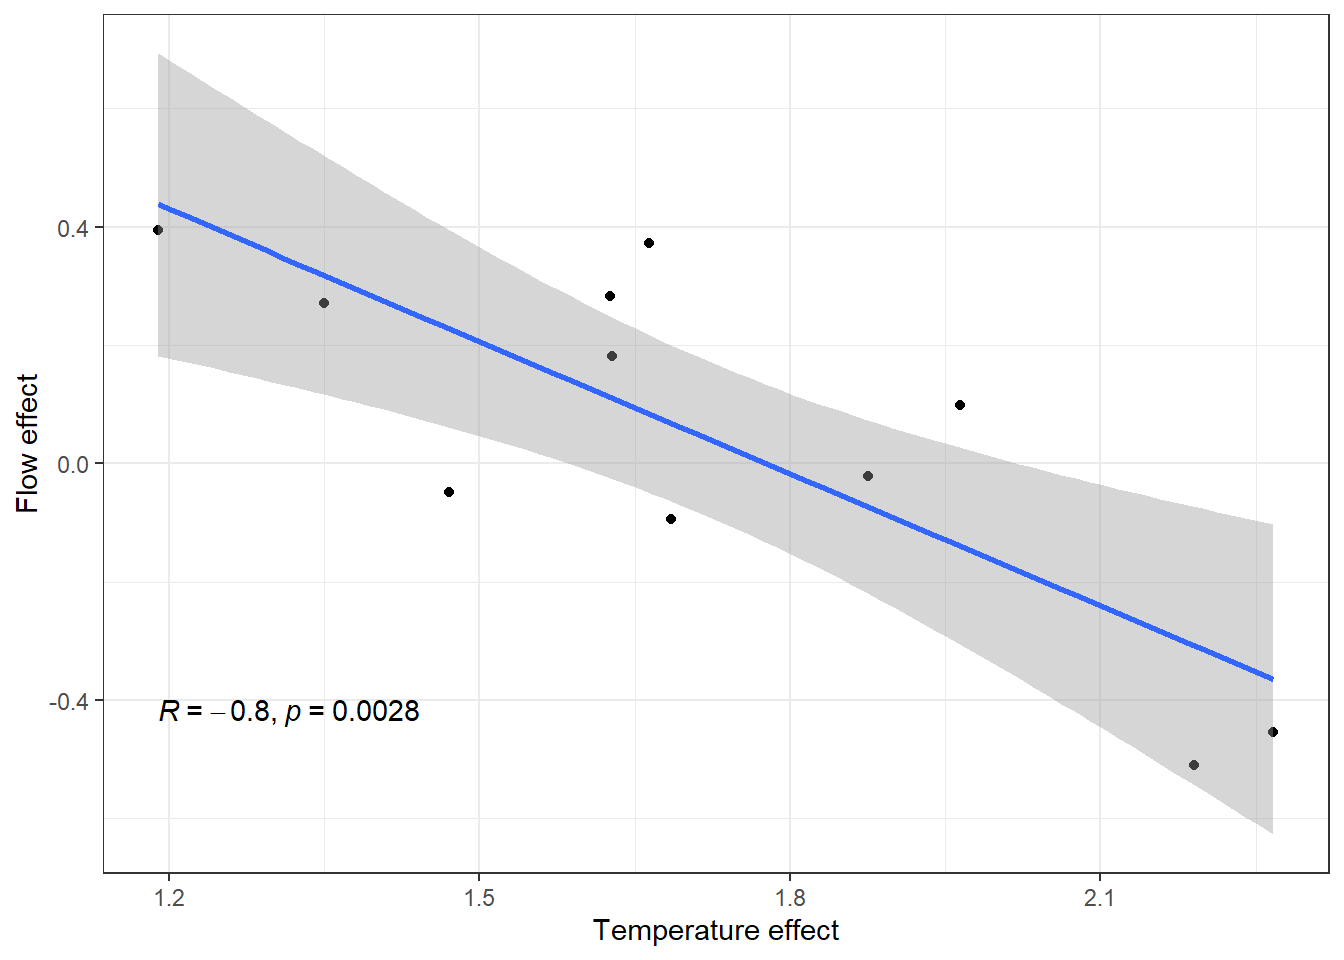 Flow effect
0.4
0.0
-0.4
R = −0.8, p = 0.0028
1.2 1.5 1.8 2.1
Temperature effect